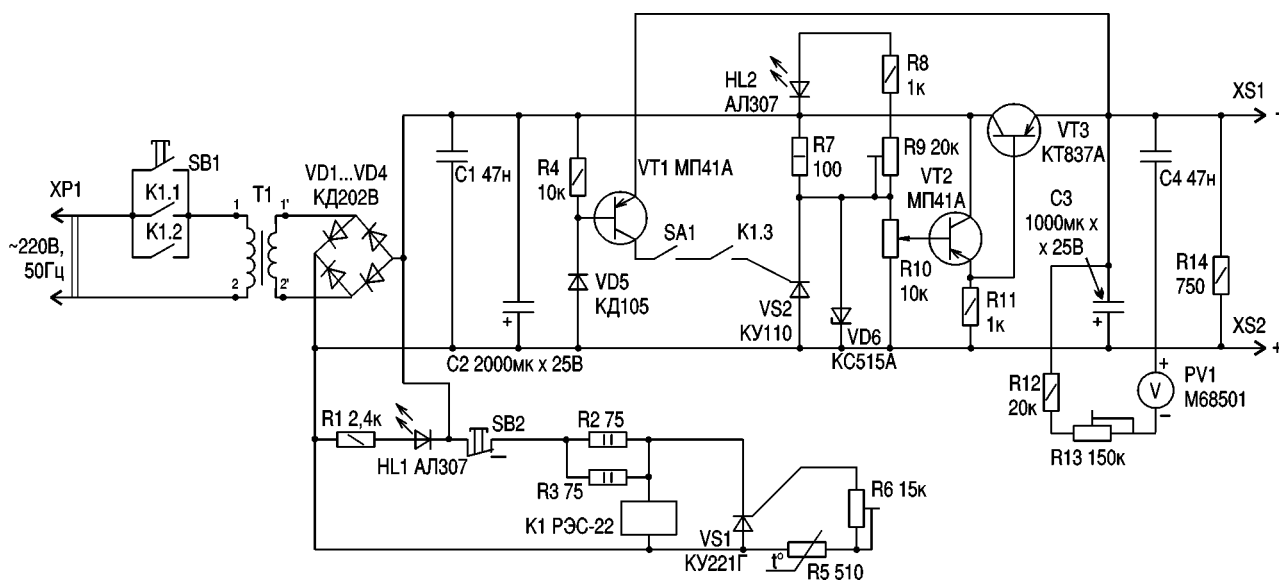 HL2
АЛ307
R8
1к
XS1
-
XP1
SB1
K1.1
K1.2
VD1...VD4
КД202В
T1
1
1'
2
2'
~220В,
50Гц
C1 47н
R4
10к
VT1 МП41А
R7
100
R9 20к
VT2
МП41А
VT3
КТ837А
C4 47н
C3
1000мк х
х 25В
+
R14
750
SA1
K1.3
VD5
КД105
+
C2 2000мк х 25В
VS2
КУ110
VD6
КС515А
R10
10к
R11
1к
XS2
+
R12
20к
+
V
−
PV1
М68501
R13 150к
R1 2,4к
HL1 АЛ307
SB2
R2 75
R3 75
К1 РЭС-22
VS1
КУ221Г
R6 15к
t°
R5 510